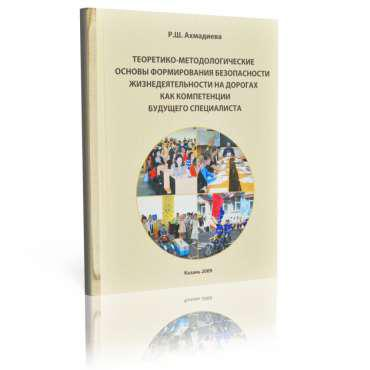 Р.Ш. Ахмадиева
ТЕОРЕТИКО-МЕТОДОЛОГИЧЕСКИЕ
ОСНОВЫ ФОРМИРОВАНИЯ БЕЗОПАСНОСТИ
ЖИЗНЕДЕЯТЕЛЬНОСТИ НА ДОРОГАХ
КАК КОМПЕТЕНЦИИ
БУДУЩЕГО СПЕЦИАЛИСТА
Казань 2009